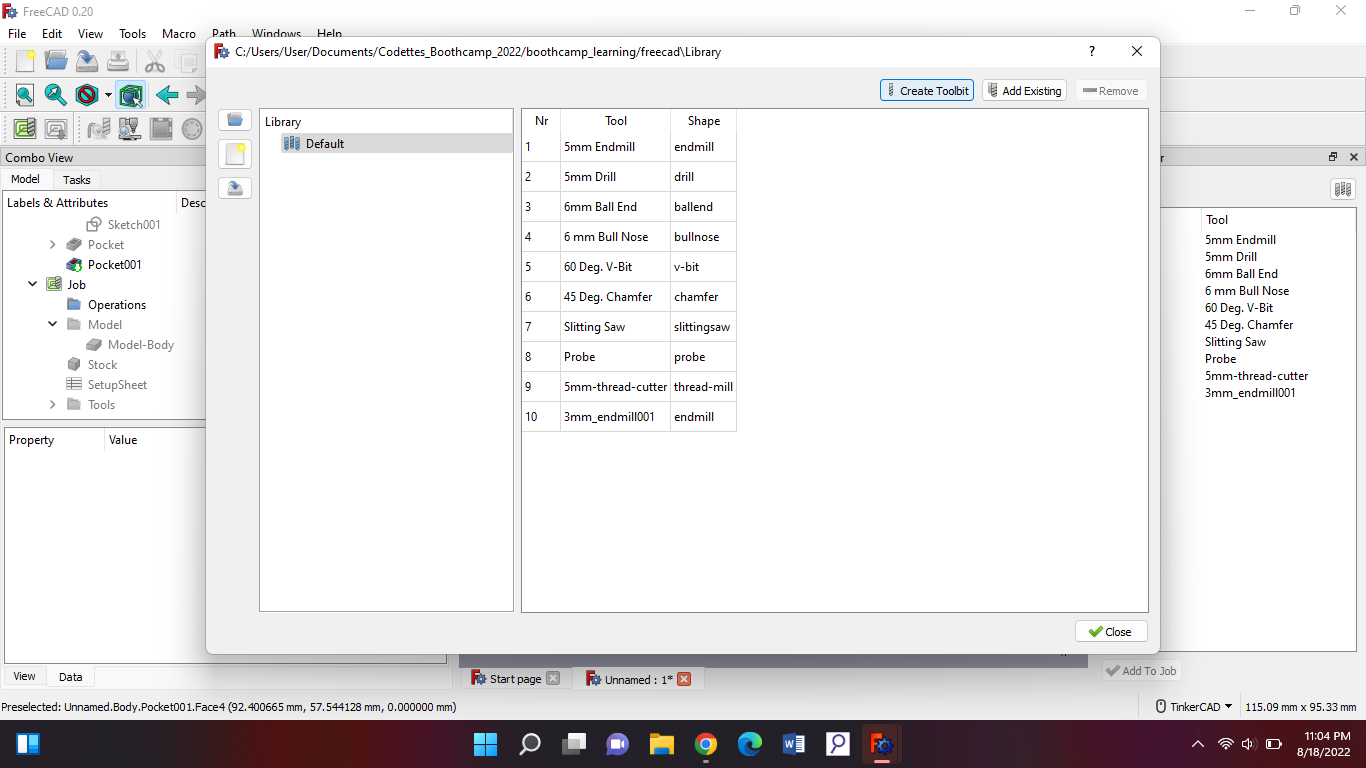 FreeCAD 0.20
File Edit View Tools Macro Path Windows Help
C:/Users/User/Documents/Codettes_Boothcamp_2022/boothcamp_learning/freecad\Library
?
Create Toolbit Add Existing Remove
Library
Default
Nr Tool Shape
1 5mm Endmill endmill
2 5mm Drill drill
3 6mm Ball End ballend
4 6 mm Bull Nose bullnose
5 60 Deg. V-Bit v-bit
6 45 Deg. Chamfer chamfer
7 Slitting Saw slittingsaw
8 Probe probe
9 5mm-thread-cutter thread-mill
10 3mm_endmill001 endmill
Close
Combo View
Model Tasks
Labels & Attributes Desc
Sketch001
Pocket
Pocket001
Job
Operations
Model
Model-Body
Stock
SetupSheet
Tools
Property Value
View Data
r
Tool
5mm Endmill
5mm Drill
6mm Ball End
6 mm Bull Nose
60 Deg. V-Bit
45 Deg. Chamfer
Slitting Saw
Probe
5mm-thread-cutter
3mm_endmill001
Add To Job
Start page Unnamed : 1*
Preselected: Unnamed.Body.Pocket001.Face4 (92.400665 mm, 57.544128 mm, 0.000000 mm)
TinkerCAD 115.09 mm x 95.33 mm
11:04 PM
8/18/2022